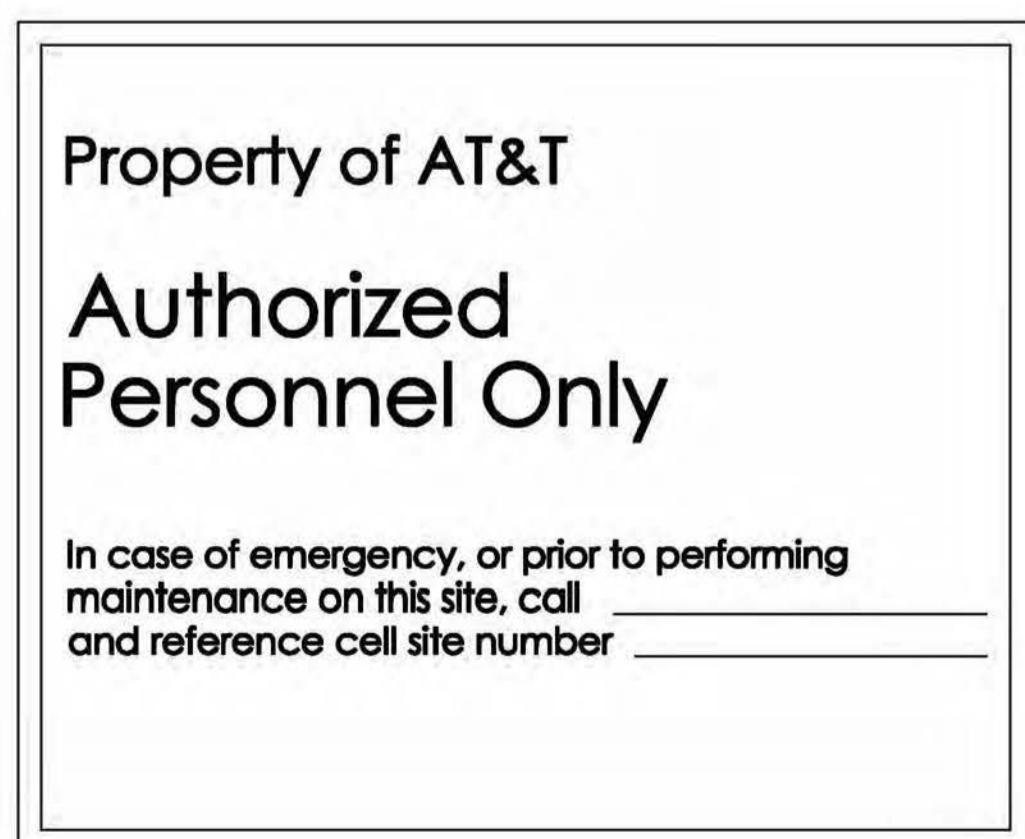 Property of AT&T
Authorized
Personnel Only
In case of emergency, or prior to performing
maintenance on this site, call
and reference cell site number